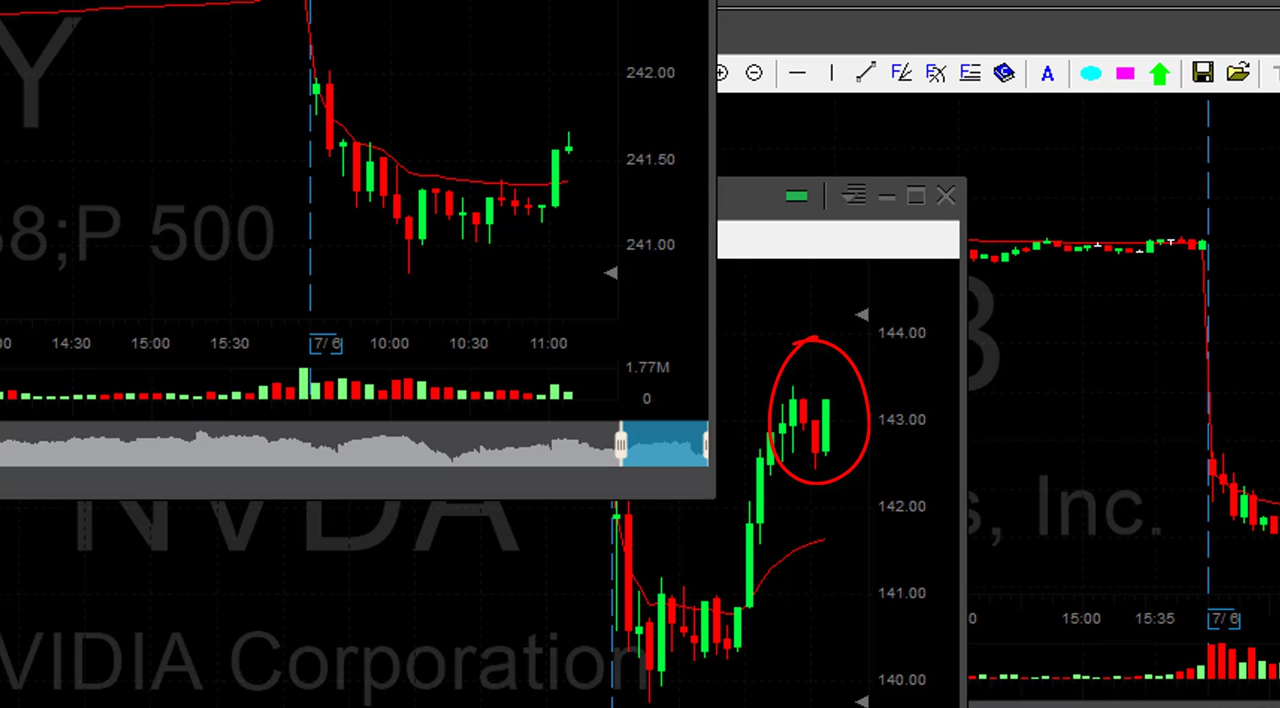 Y
8;P 500
242.00
241.50
241.00
14:30 15:00 15:30 7/6 10:00 10:30 11:00
1.77M
0
A
144.00
143.00
142.00
141.00
140.00
NVDA
VIDIA Corporation
B
s, Inc.
0 15:00 15:35 7/6